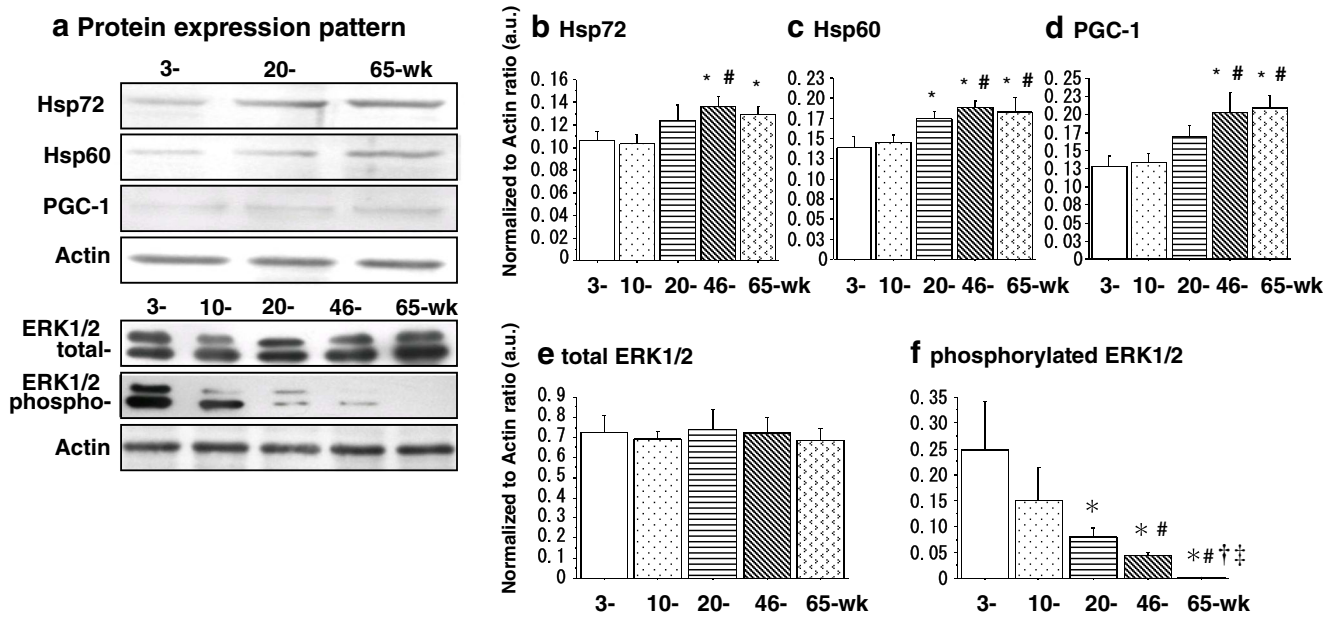 a Protein expression pattern
3- 20- 65-wk
Hsp72
Hsp60
PGC-1
Actin
3- 10- 20- 46- 65-wk
ERK1/2
total-
ERK1/2
phospho-
Actin
b Hsp72
Normalized to Actin ratio (a.u.)
0.16
0.14
0.12
0.10
0.08
0.06
0.04
0.02
0
* # *
3- 10- 20- 46- 65-wk
c Hsp60
0.23
0.20
0.17
0.15
0.13
0.10
0.08
0.05
0.03
0
* * # * #
3- 10- 20- 46- 65-wk
d PGC-1
0.25
0.23
0.20
0.17
0.15
0.13
0.10
0.08
0.05
0.03
0
* # * #
3- 10- 20- 46- 65-wk
e total ERK1/2
Normalized to Actin ratio (a.u.)
0.9
0.8
0.7
0.6
0.5
0.4
0.3
0.2
0.1
0
3- 10- 20- 46- 65-wk
f phosphorylated ERK1/2
0.35
0.30
0.25
0.20
0.15
0.10
0.05
0
* * # *#†‡
3- 10- 20- 46- 65-wk